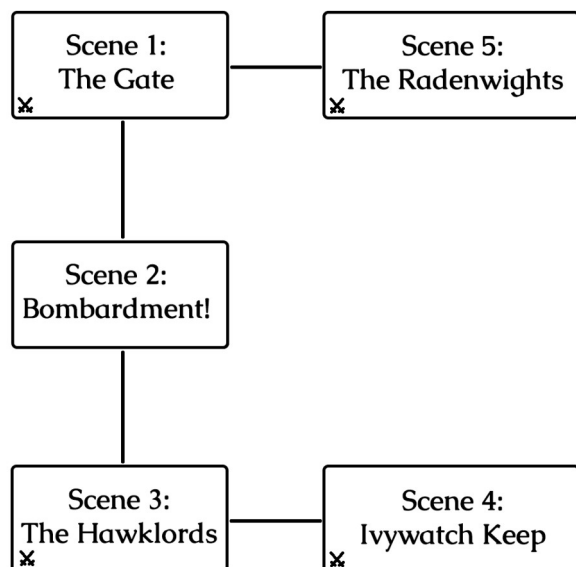 Scene 1:
The Gate
Scene 5:
The Radenwights
Scene 2:
Bombardment!
Scene 3:
The Hawklords
Scene 4:
Ivywatch Keep